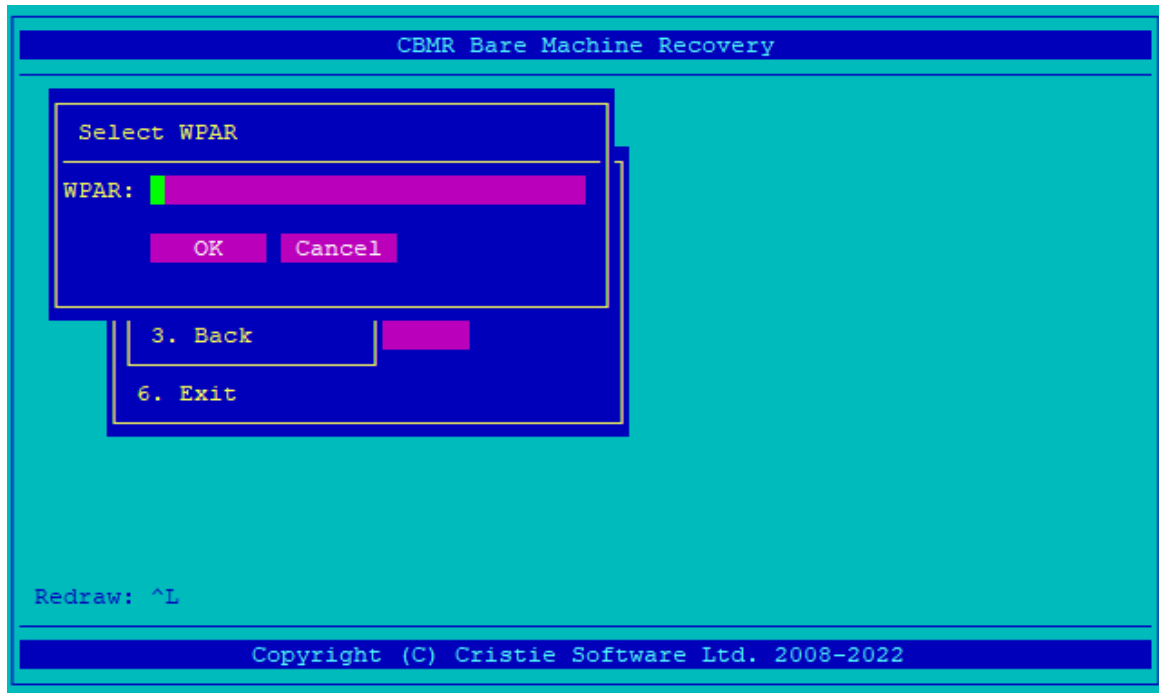 CBMR Bare Machine Recovery
Select WPAR
WPAR:
OK Cancel
3. Back
6. Exit
Redraw: ^L
Copyright (C) Cristie Software Ltd. 2008-2022